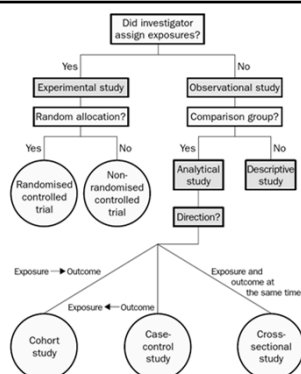 Did investigator
assign exposures?
Yes
No
Experimental study
Observational study
Random allocation?
Comparison group?
Yes
No
Yes
No
Randomised
controlled
trial
Non-
randomised
controlled
trial
Analytical
study
Descriptive
study
Direction?
Exposure
Outcome
Exposure and
outcome at
the same time
Exposure
Outcome
Cohort
study
Case-
control
study
Cross-
sectional
study